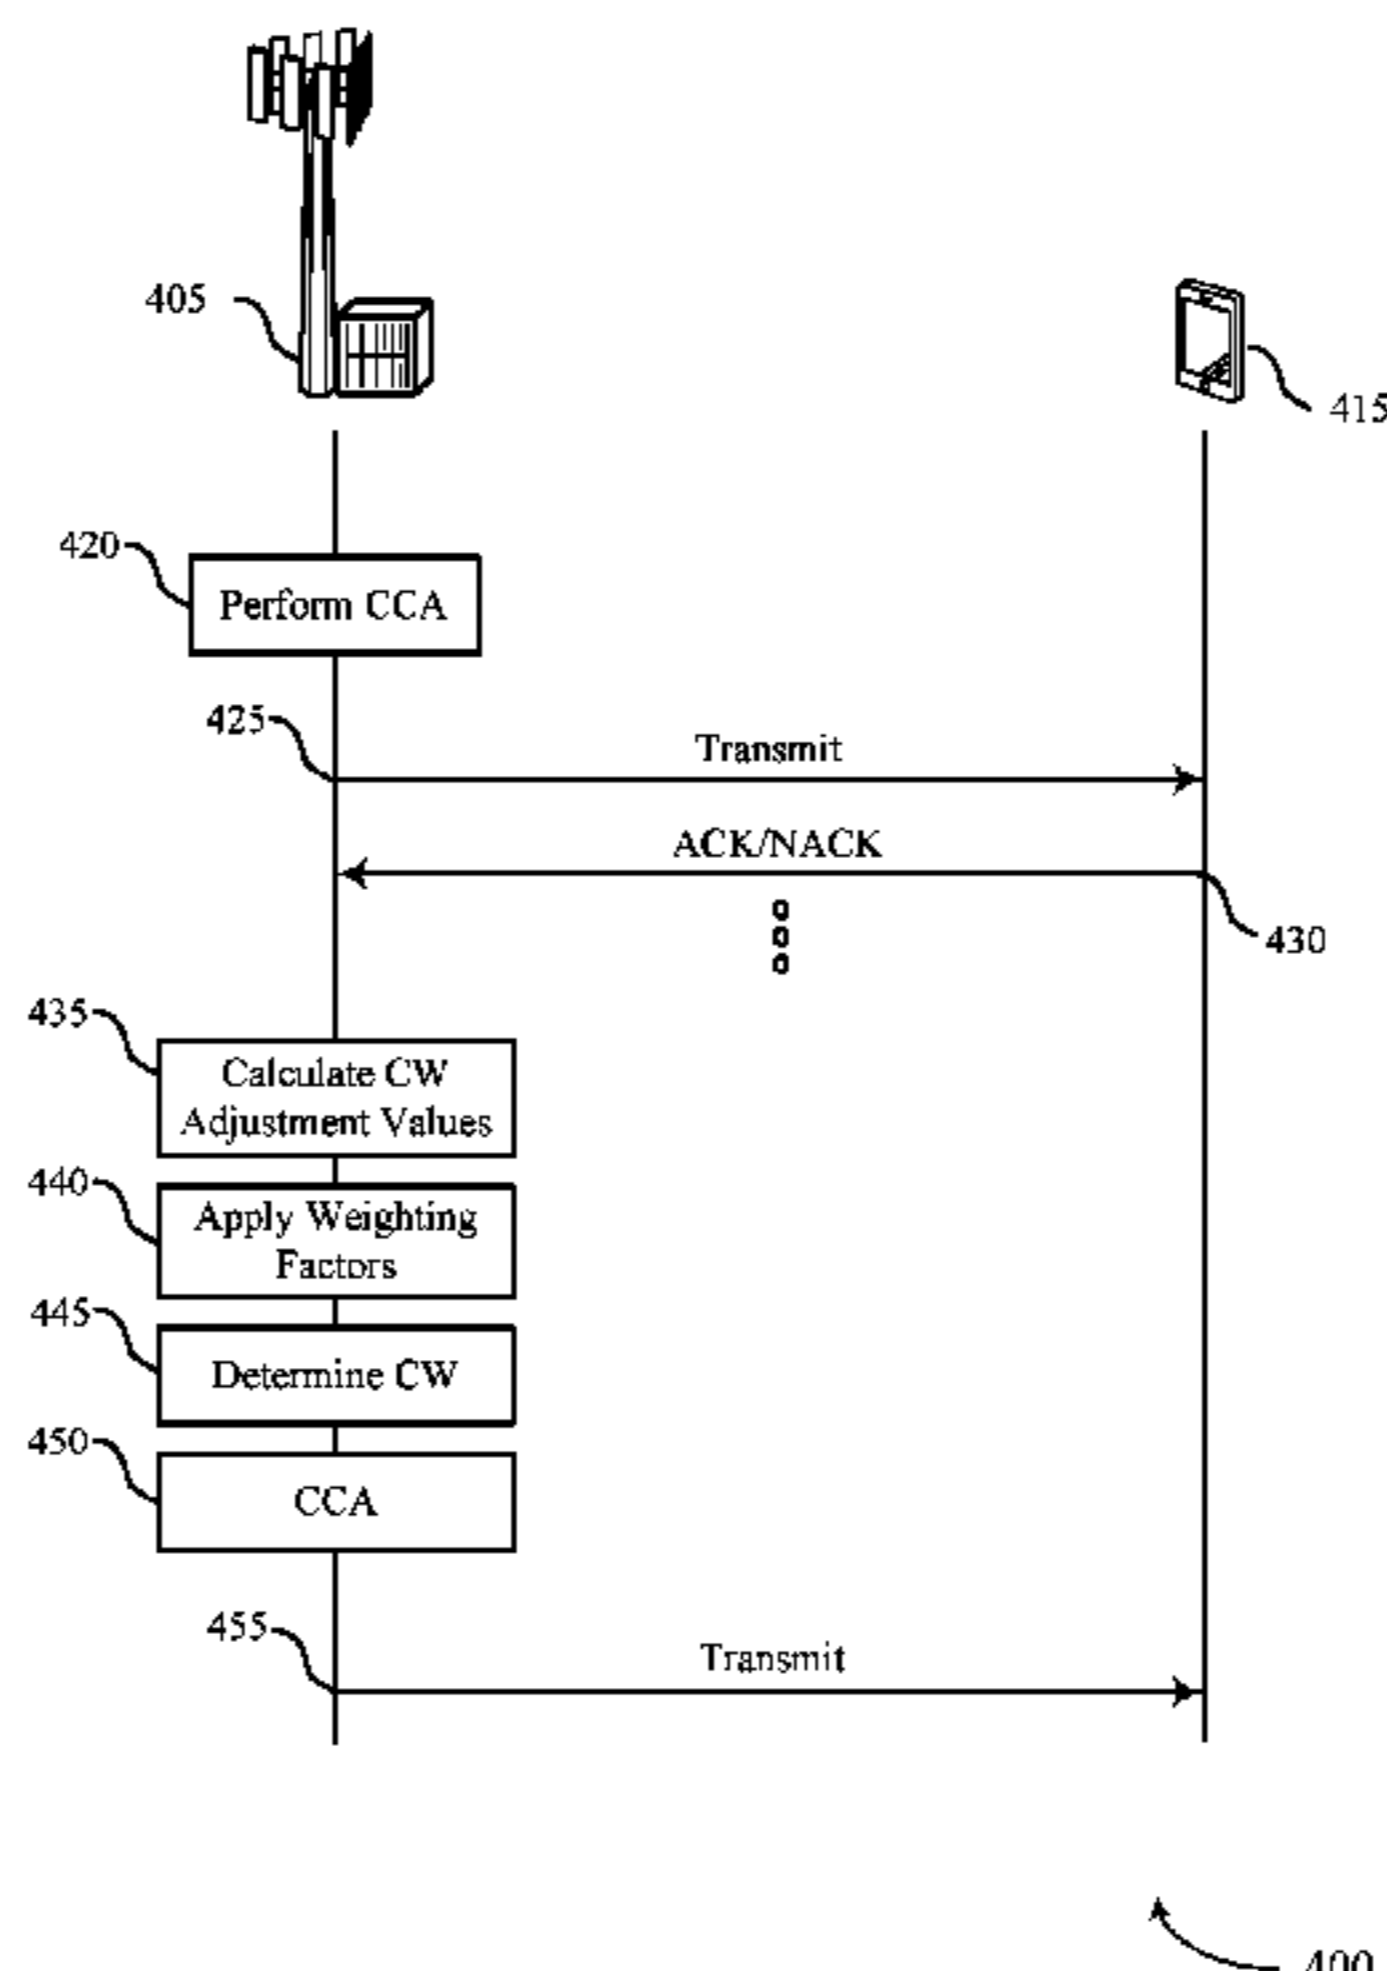 405
415
420
Perform CCA
425
Transmit
ACK/NACK
430
435
Calculate CW
Adjustment Values
440
Apply Weighting
Factors
445
Determine CW
450
CCA
455
Transmit
400